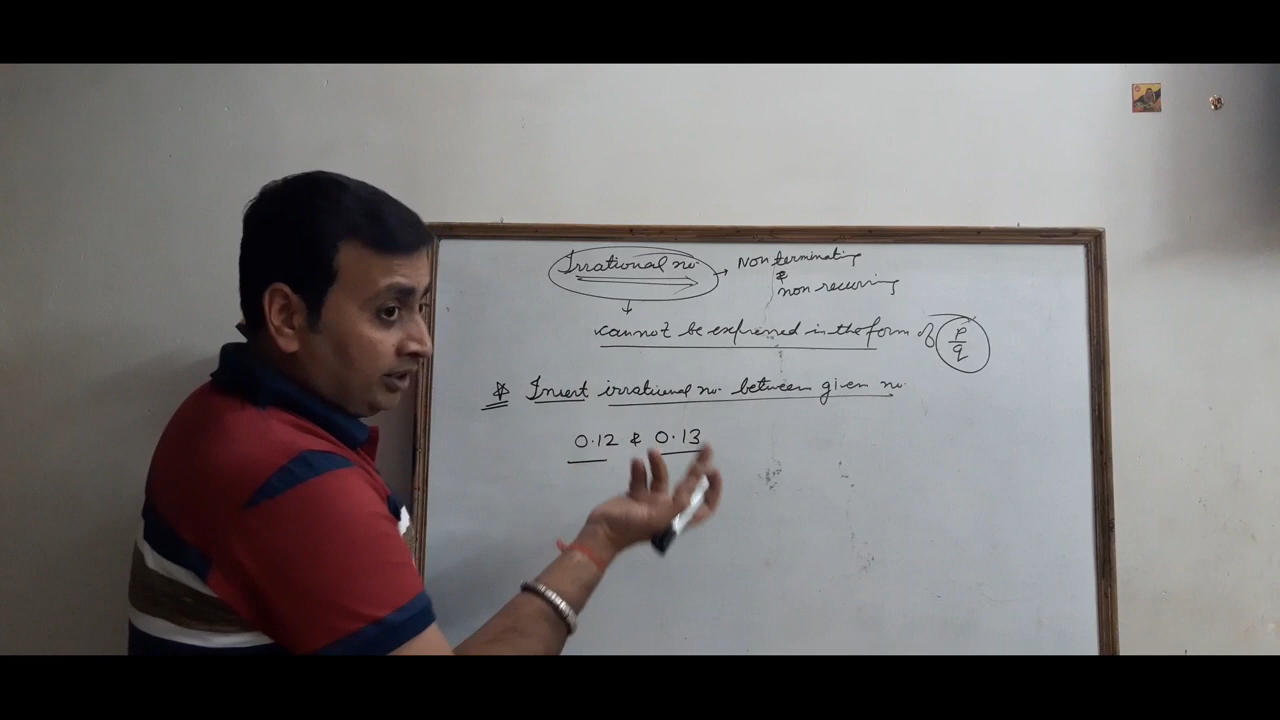 Irrational no. → Non terminating
& non recurring
cannot be expressed in the form of p/q
Insert irrational no. between given no.
0.12 & 0.13